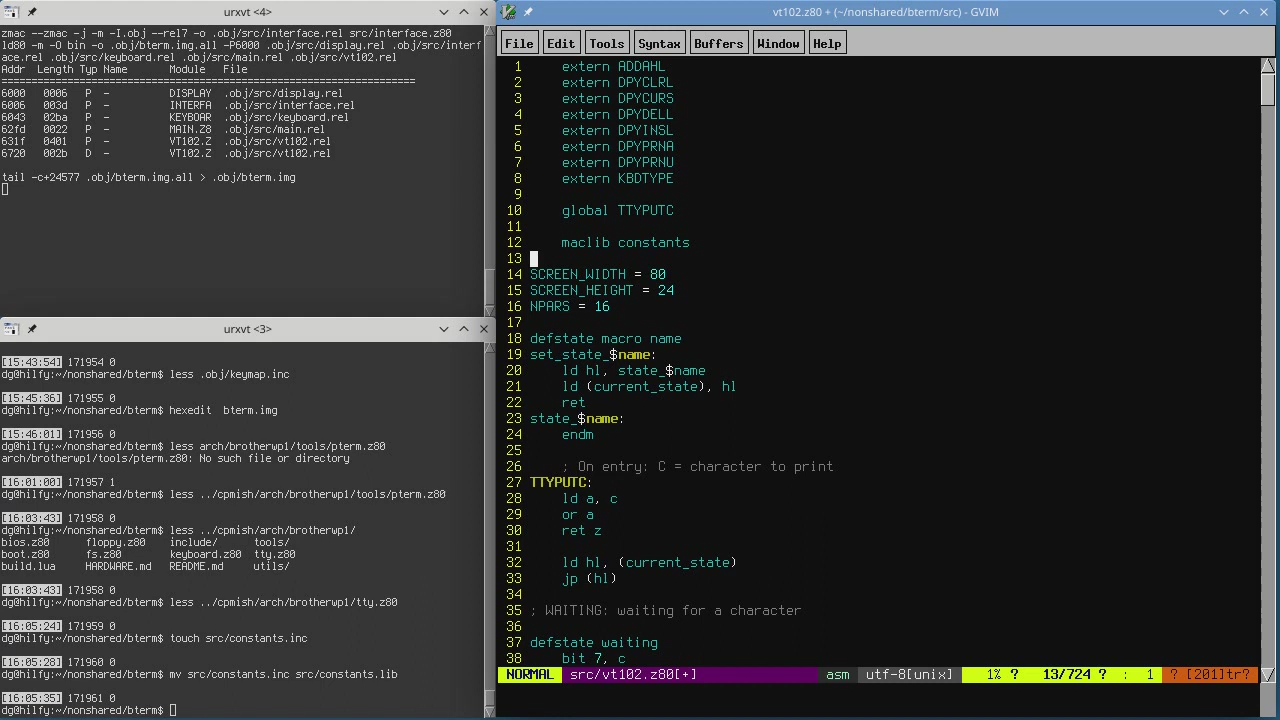 urxvt <4>
zmac --zmac -j -m -I.obj --rel7 -o .obj/src/interface.rel src/interface.z80
ld80 -m -O bin -o .obj/bterm.img.all -P6000 .obj/src/display.rel .obj/src/interf
ace.rel .obj/src/keyboard.rel .obj/src/main.rel .obj/src/vt102.rel
Addr  Length Typ Name       Module   File
======================================================================
6000   0006  P  -           DISPLAY  .obj/src/display.rel
6006   003d  P  -           INTERFA  .obj/src/interface.rel
6043   02ba  P  -           KEYBOAR  .obj/src/keyboard.rel
62fd   0022  P  -           MAIN.Z8  .obj/src/main.rel
631f   0401  P  -           VT102.Z  .obj/src/vt102.rel
6720   002b  D  -           VT102.Z  .obj/src/vt102.rel
tail -c+24577 .obj/bterm.img.all > .obj/bterm.img
urxvt <3>
[15:43:54] 171954 0
dg@hilfy:~/nonshared/bterm$ less .obj/keymap.inc
[15:45:36] 171955 0
dg@hilfy:~/nonshared/bterm$ hexedit  bterm.img
[15:46:01] 171956 0
dg@hilfy:~/nonshared/bterm$ less arch/brotherwp1/tools/pterm.z80
arch/brotherwp1/tools/pterm.z80: No such file or directory
[16:01:00] 171957 1
dg@hilfy:~/nonshared/bterm$ less ../cpmish/arch/brotherwp1/tools/pterm.z80
[16:03:43] 171958 0
dg@hilfy:~/nonshared/bterm$ less ../cpmish/arch/brotherwp1/
bios.z80   floppy.z80   include/      tools/
boot.z80   fs.z80       keyboard.z80  tty.z80
build.lua  HARDWARE.md  README.md     utils/
[16:03:43] 171958 0
dg@hilfy:~/nonshared/bterm$ less ../cpmish/arch/brotherwp1/tty.z80
[16:05:24] 171959 0
dg@hilfy:~/nonshared/bterm$ touch src/constants.inc
[16:05:28] 171960 0
dg@hilfy:~/nonshared/bterm$ mv src/constants.inc src/constants.lib
[16:05:35] 171961 0
dg@hilfy:~/nonshared/bterm$
vt102.z80 + (~/nonshared/bterm/src) - GVIM
File Edit Tools Syntax Buffers Window Help
1     extern ADDAHL
2     extern DPYCLRL
3     extern DPYCURS
4     extern DPYDELL
5     extern DPYINSL
6     extern DPYPRNA
7     extern DPYPRNU
8     extern KBDTYPE
9
10     global TTYPUTC
11
12     maclib constants
13
14 SCREEN_WIDTH = 80
15 SCREEN_HEIGHT = 24
16 NPARS = 16
17
18 defstate macro name
19 set_state_$name:
20     ld hl, state_$name
21     ld (current_state), hl
22     ret
23 state_$name:
24     endm
25
26     ; On entry: C = character to print
27 TTYPUTC:
28     ld a, c
29     or a
30     ret z
31
32     ld hl, (current_state)
33     jp (hl)
34
35 ; WAITING: waiting for a character
36
37 defstate waiting
38     bit 7, c
NORMAL src/vt102.z80[+] asm utf-8[unix] 1% ? 13/724 ? : 1 ? [201]tr?